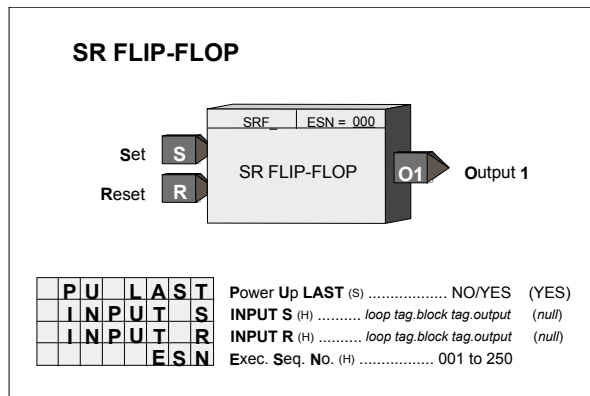 SR FLIP-FLOP
SRF_ ESN = 000
Set S
SR FLIP-FLOP
O1 Output 1
Reset R
PU LAST Power Up LAST (S) .................. NO/YES (YES)
INPUT S INPUT S (H) .......... loop tag.block tag.output (null)
INPUT R INPUT R (H) .......... loop tag.block tag.output (null)
ESN Exec. Seq. No. (H) ................. 001 to 250